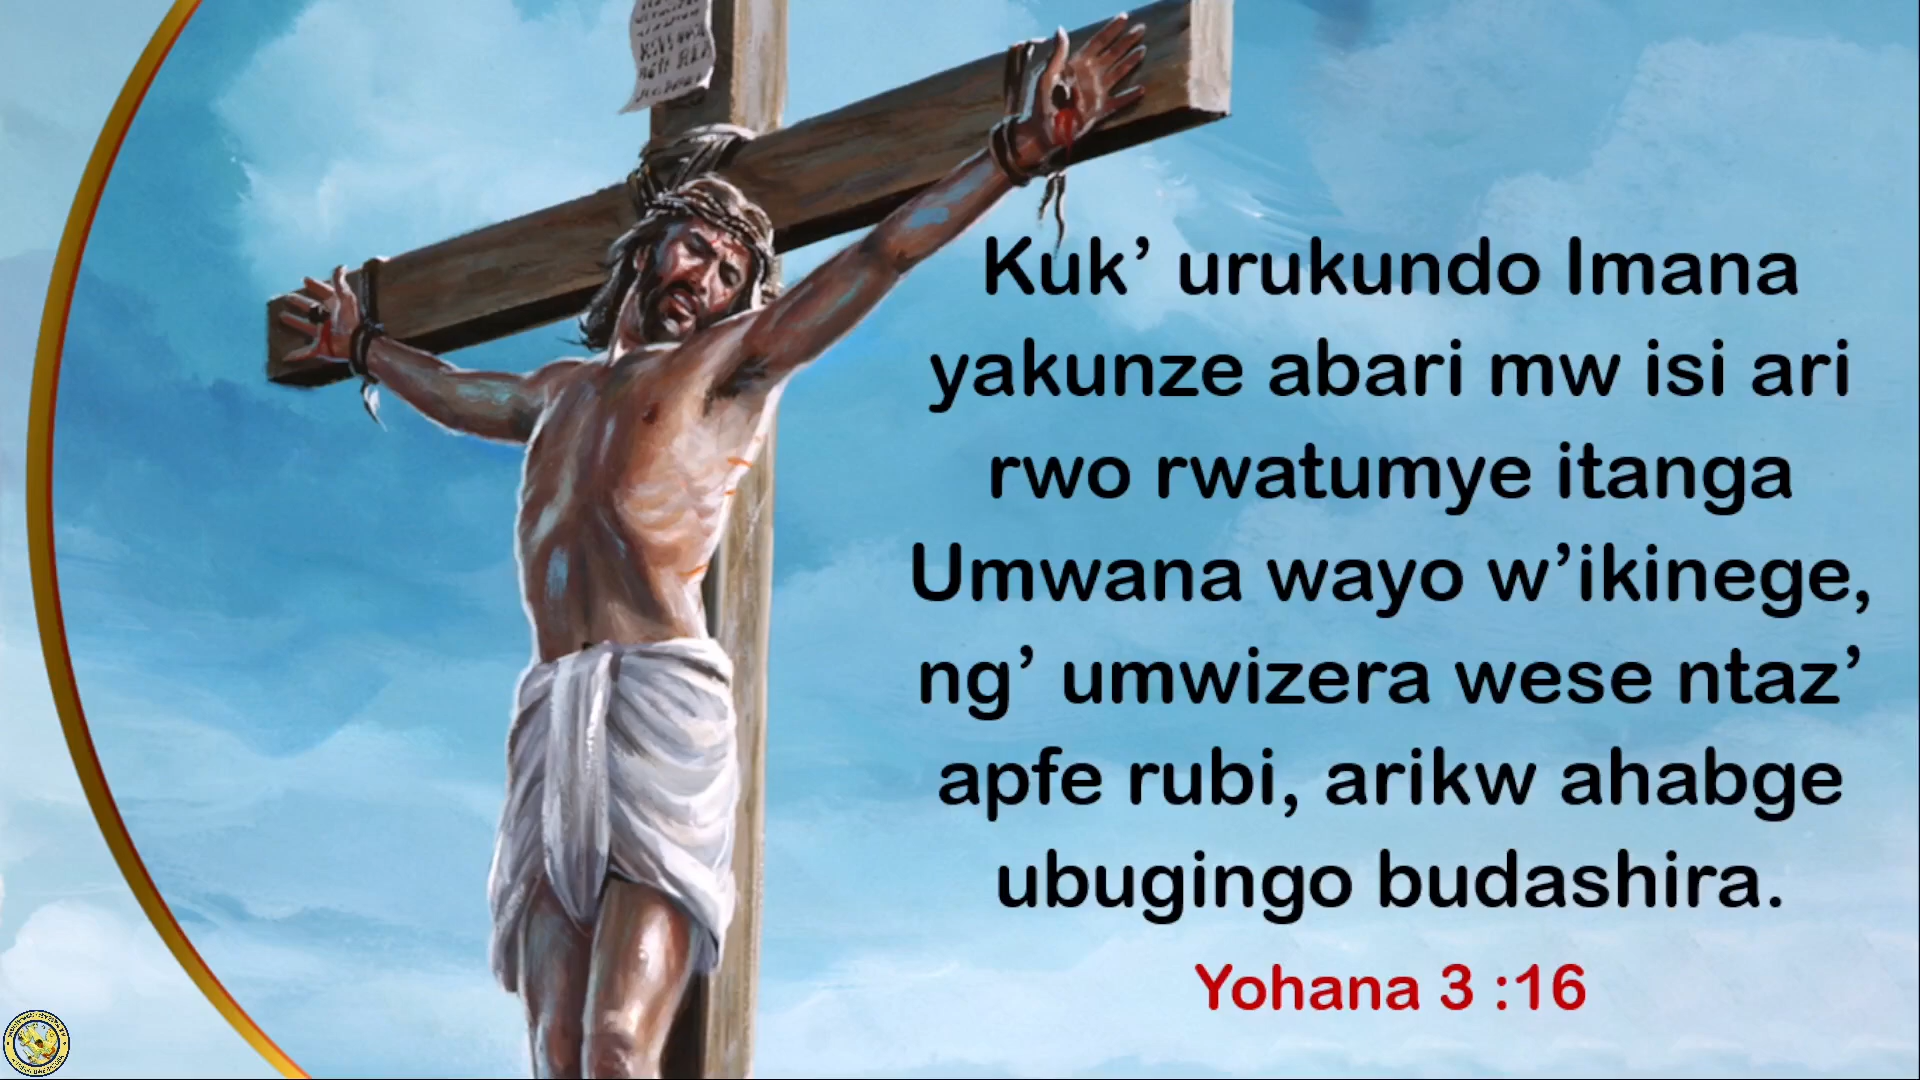 Kuk’ urukundo Imana
yakunze abari mw isi ari
rwo rwatumye itanga
Umwana wayo w’ikinege,
ng’ umwizera wese ntaz’
apfe rubi, arikw ahabge
ubugingo budashira.
Yohana 3 :16